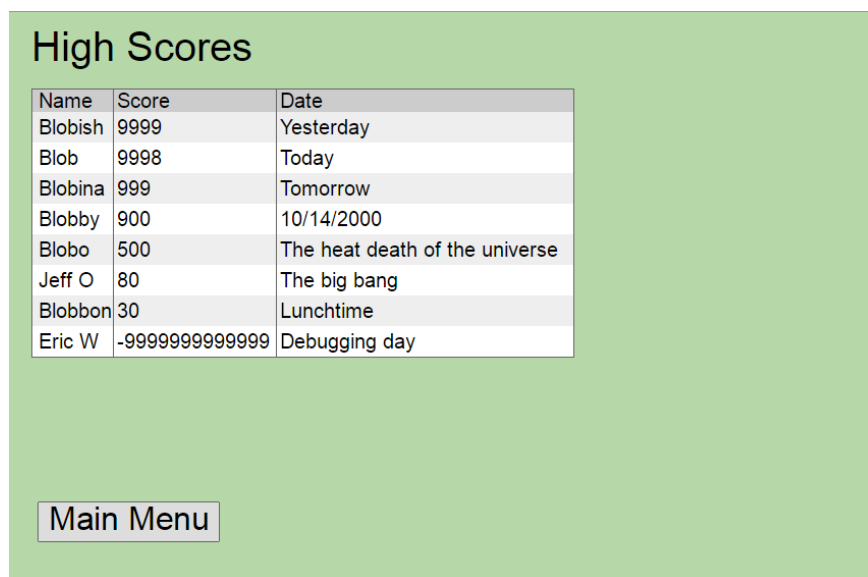 High Scores
Name Score Date
Blobish 9999 Yesterday
Blob 9998 Today
Blobina 999 Tomorrow
Blobby 900 10/14/2000
Blobo 500 The heat death of the universe
Jeff O 80 The big bang
Blobbon 30 Lunchtime
Eric W -9999999999999 Debugging day
Main Menu